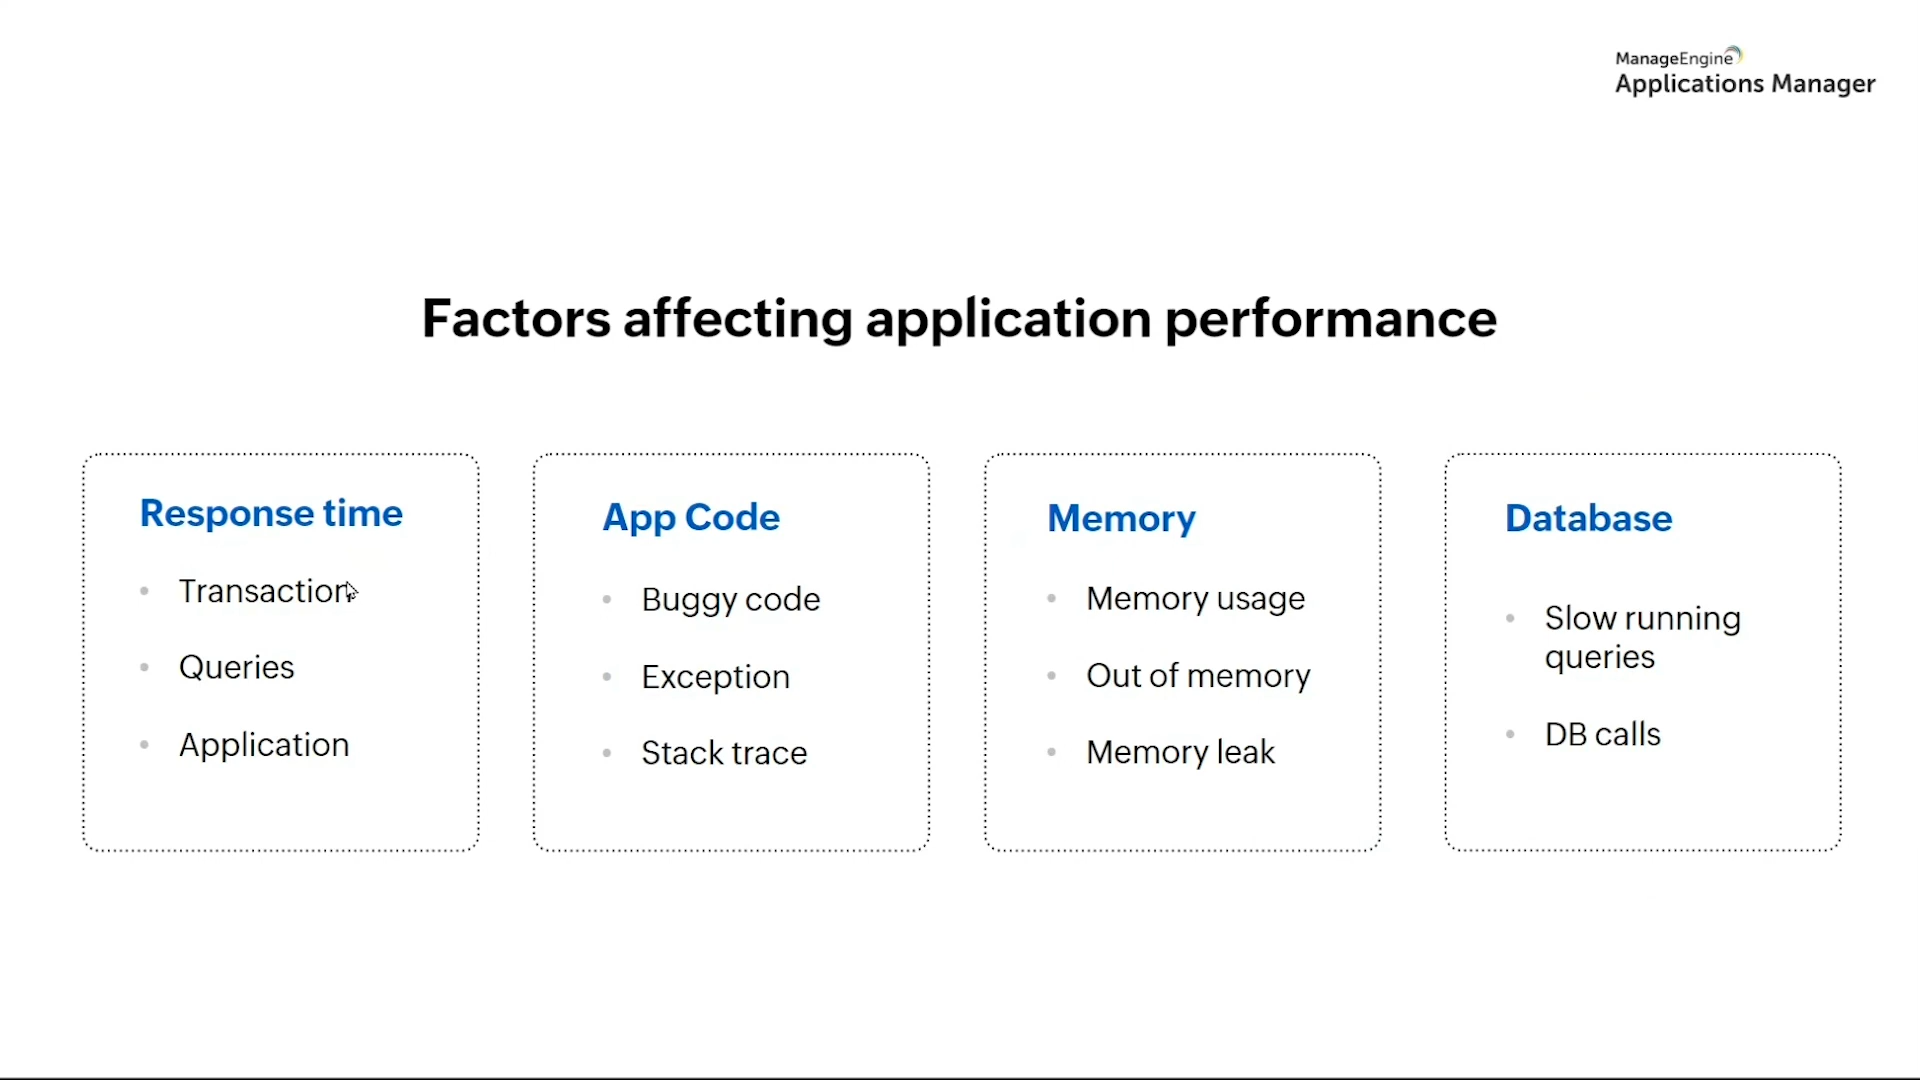 ManageEngine
Applications Manager
Factors affecting application performance
Response time
• Transaction
• Queries
• Application
App Code
• Buggy code
• Exception
• Stack trace
Memory
• Memory usage
• Out of memory
• Memory leak
Database
• Slow running
queries
• DB calls